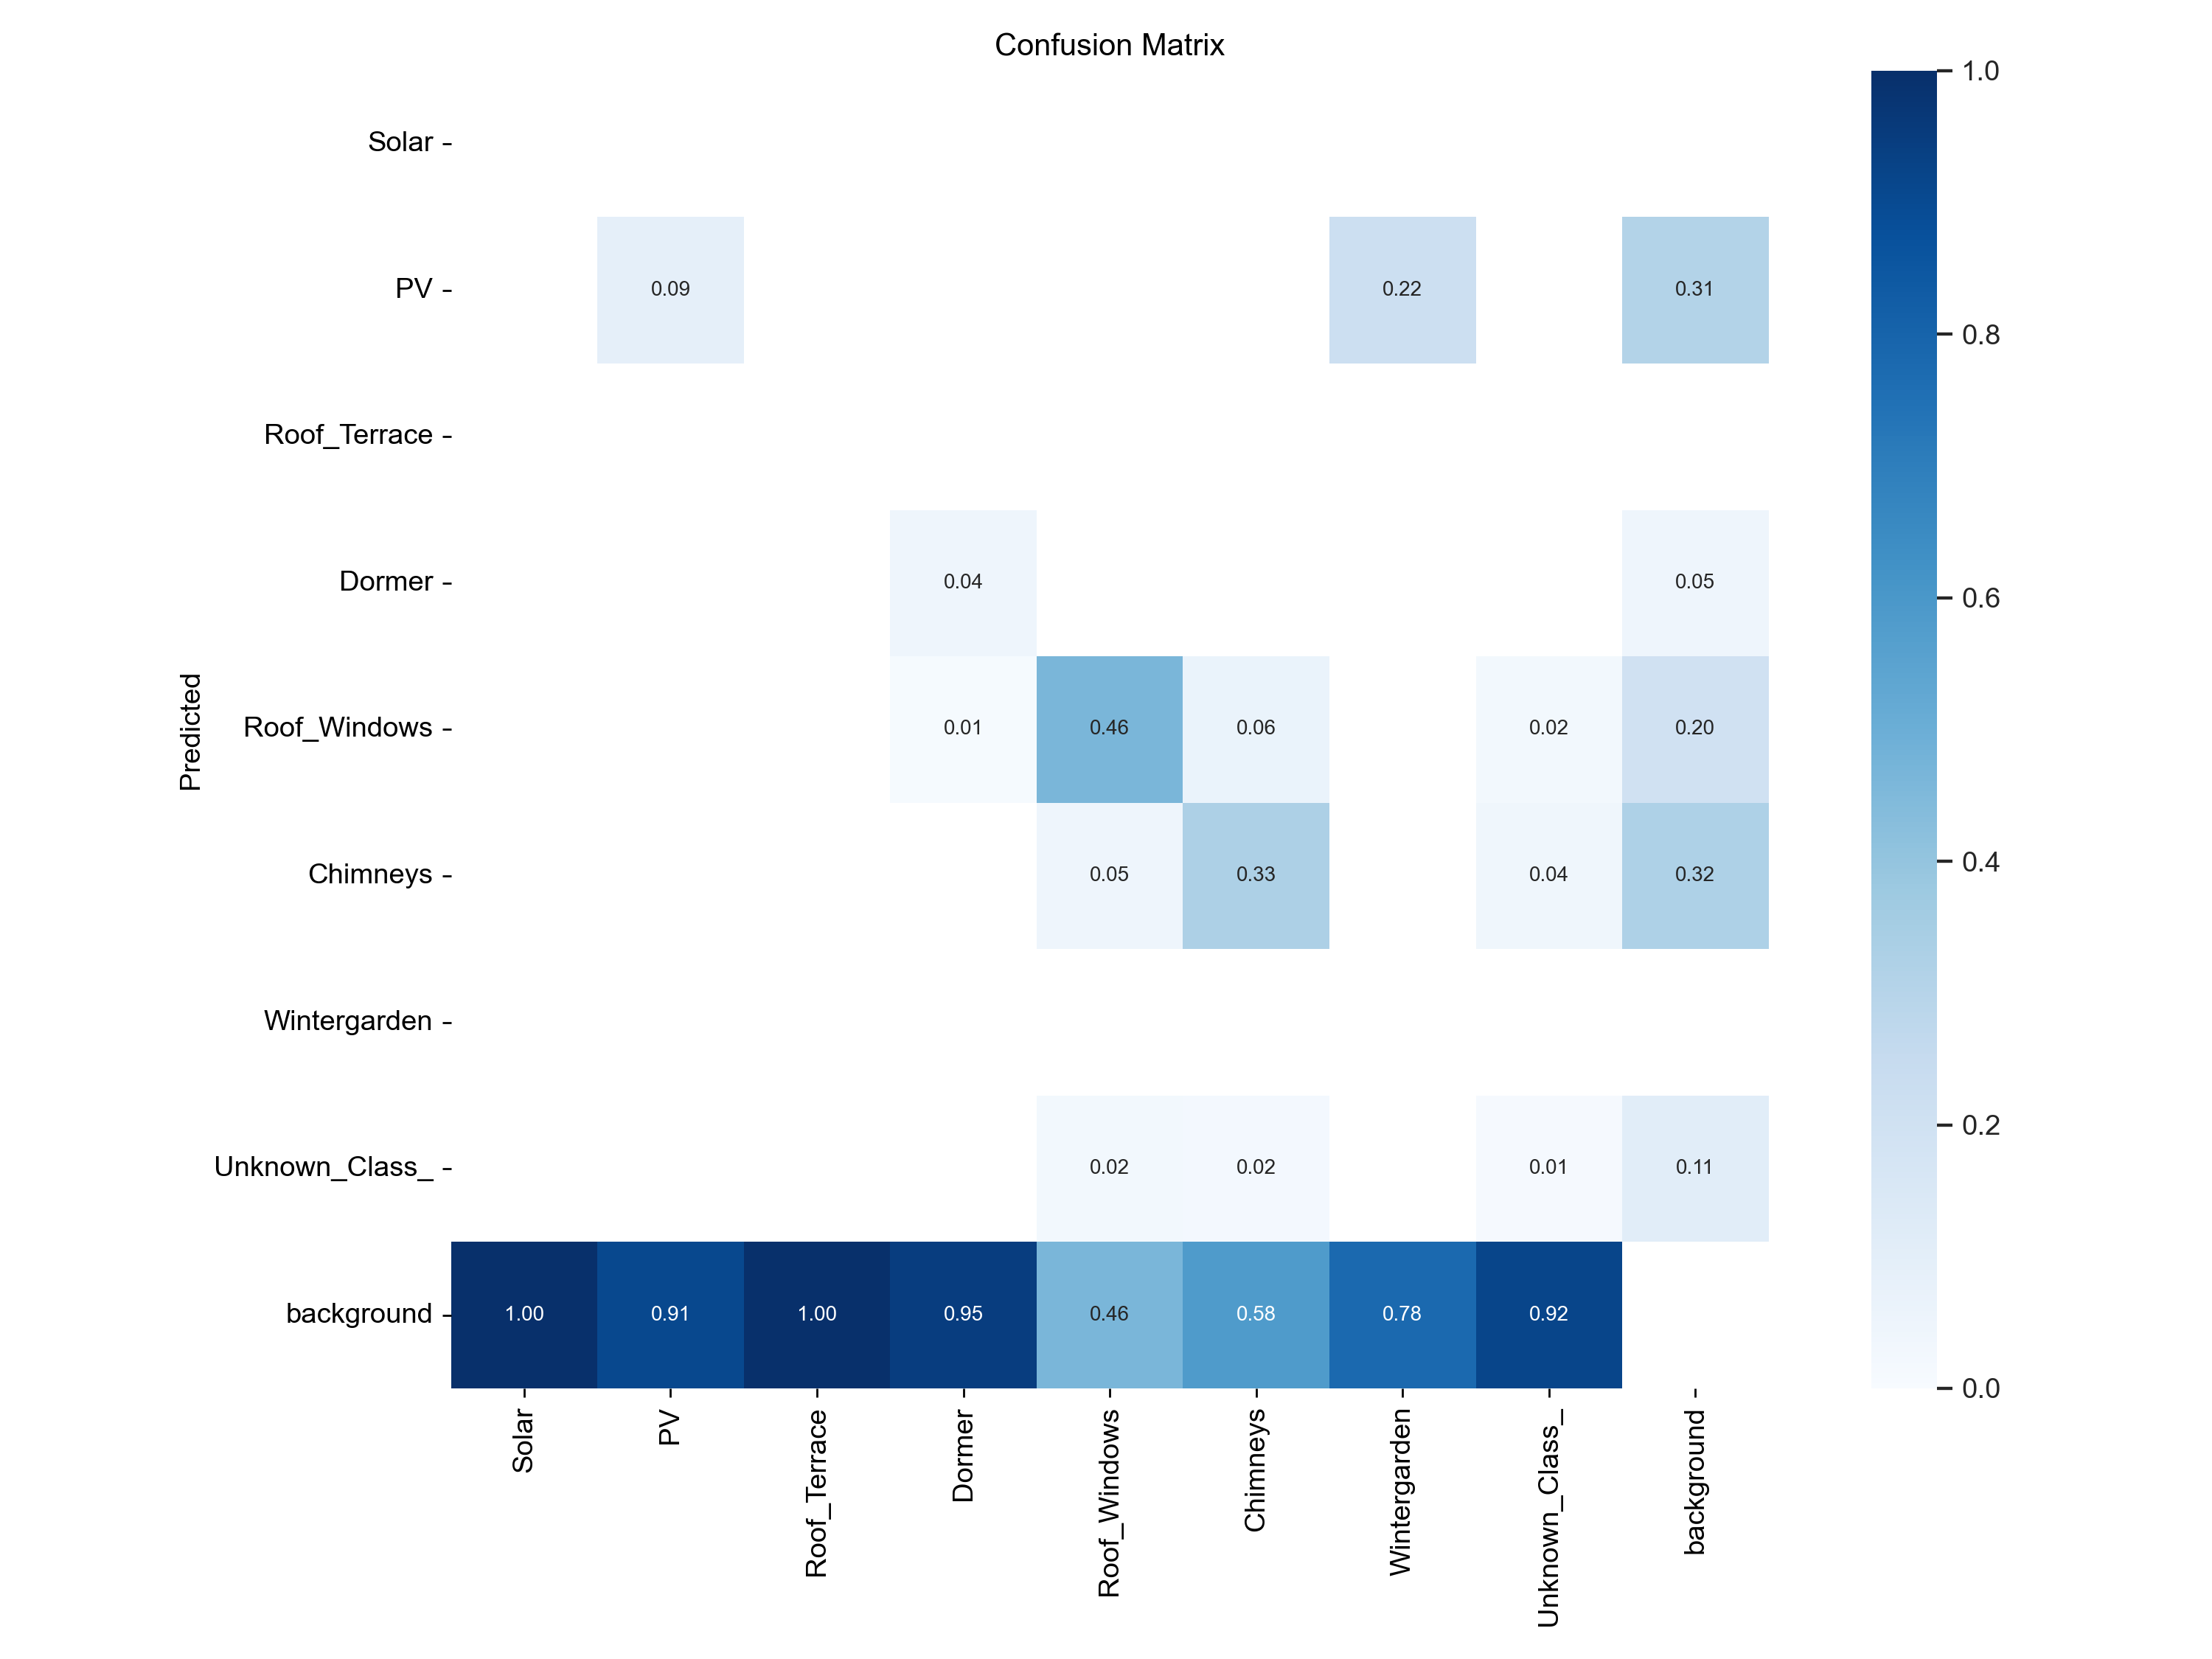 Confusion Matrix
Solar
PV 0.09 0.22 0.31
Roof_Terrace
Dormer 0.04 0.05
Roof_Windows 0.01 0.46 0.06 0.02 0.20
Chimneys 0.05 0.33 0.04 0.32
Wintergarden
Unknown_Class_ 0.02 0.02 0.01 0.11
background 1.00 0.91 1.00 0.95 0.46 0.58 0.78 0.92
Predicted
Solar PV Roof_Terrace Dormer Roof_Windows Chimneys Wintergarden Unknown_Class_ background
1.0
0.8
0.6
0.4
0.2
0.0